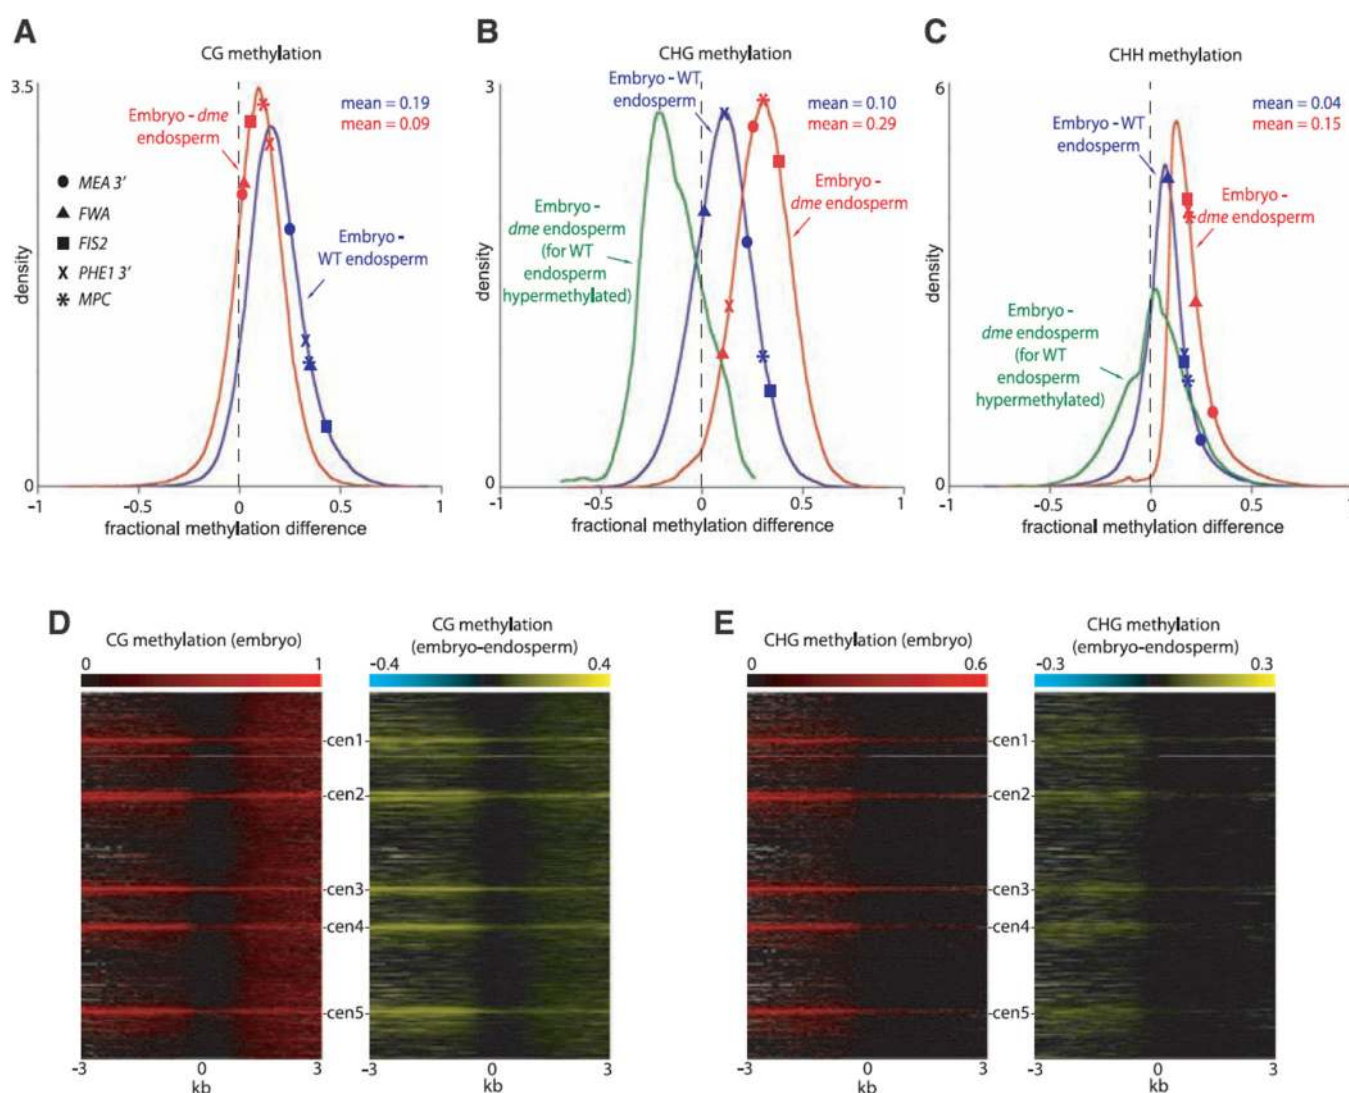 A
CG methylation
3.5
Embryo - dme
endosperm
mean = 0.19
mean = 0.09
MEA 3'
FWA
FIS2
PHE1 3'
MPC
Embryo -
WT endosperm
density
0
-1
-0.5
0
0.5
1
fractional methylation difference
B
CHG methylation
3
Embryo - WT
endosperm
mean = 0.10
mean = 0.29
Embryo -
dme endosperm
(for WT
endosperm
hypermethylated)
Embryo -
dme endosperm
density
0
-1
-0.5
0
0.5
1
fractional methylation difference
C
CHH methylation
6
Embryo - WT
endosperm
mean = 0.04
mean = 0.15
Embryo -
dme endosperm
Embryo -
dme endosperm
(for WT
endosperm
hypermethylated)
density
0
-1
-0.5
0
0.5
1
fractional methylation difference
D
CG methylation (embryo)
0
1
CG methylation
(embryo-endosperm)
-0.4
0.4
cen1
cen2
cen3
cen4
cen5
-3
0
3
kb
-3
0
3
kb
E
CHG methylation (embryo)
0
0.6
CHG methylation
(embryo-endosperm)
-0.3
0.3
cen1
cen2
cen3
cen4
cen5
-3
0
3
kb
-3
0
3
kb